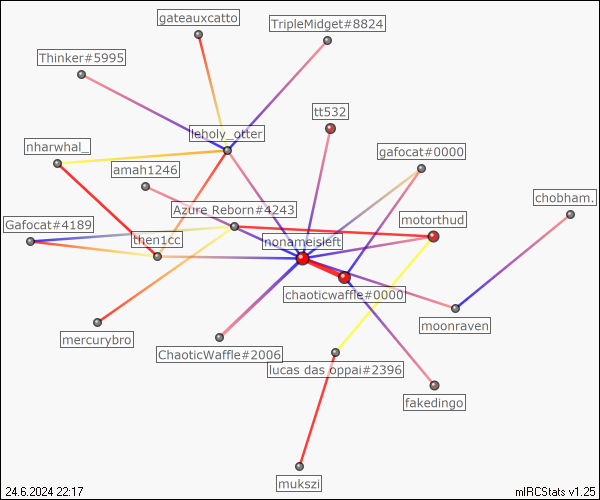 gateauxcatto
TripleMidget#8824
Thinker#5995
tt532
leholy_otter
nharwhal_
gafocat#0000
amah1246
chobham.
Azure Reborn#4243
motorthud
Gafocat#4189
then1cc
nonameisleft
chaoticwaffle#0000
moonraven
mercurybro
ChaoticWaffle#2006
lucas das oppai#2396
fakedingo
mukszi
24.6.2024 22:17
mIRCStats v1.25